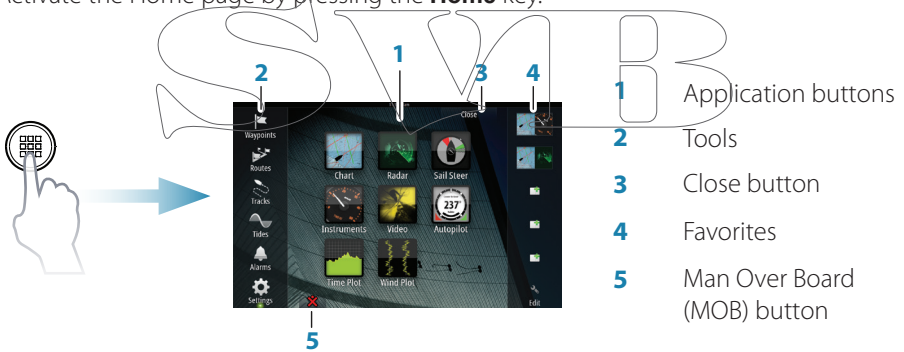 Activate the Home page by pressing the Home key.
SVB
1
2
3
4
Close
Waypoints
Routes
Tracks
Tides
Alarms
Settings
Chart
Radar
Sail Steer
Instruments
Video
237°
Autopilot
Time Plot
Wind Plot
Edit
5
1 Application buttons
2 Tools
3 Close button
4 Favorites
5 Man Over Board
(MOB) button